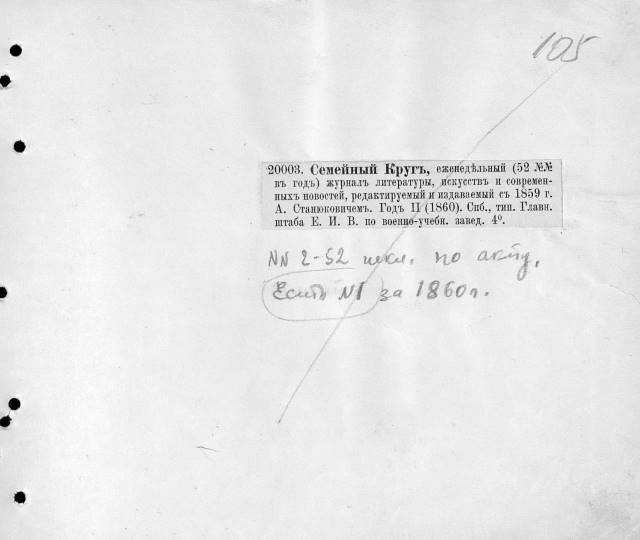 105
20003. Семейный Кругъ, еженедѣльный (52 №№
въ годъ) журналъ литературы, искусствъ и современ-
ныхъ новостей, редактируемый и издаваемый съ 1859 г.
А. Станюковичемъ. Годъ II (1860). Спб., тип. Главн.
штаба Е. И. В. по военно-учебн. завед. 4⁰.
NN 2-52 искл. по акту.
Есть N1 за 1860г.